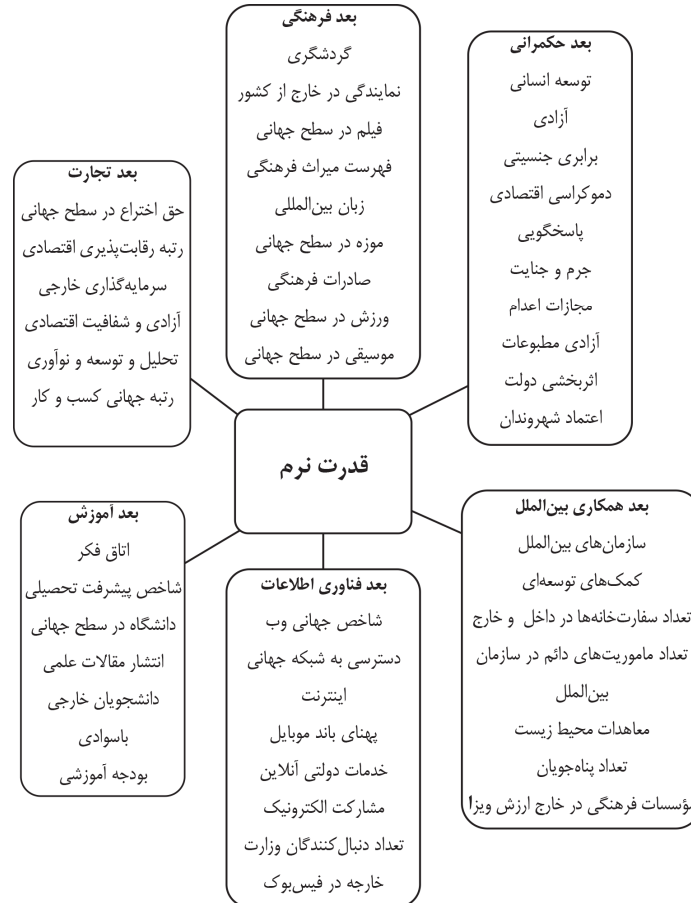 بعد فرهنگی
گردشگری
نمایندگی در خارج از کشور
فیلم در سطح جهانی
فهرست میراث فرهنگی
زبان بین‌المللی
موزه در سطح جهانی
صادرات فرهنگی
ورزش در سطح جهانی
موسیقی در سطح جهانی
بعد حکمرانی
توسعه انسانی
آزادی
برابری جنسیتی
دموکراسی اقتصادی
پاسخگویی
جرم و جنایت
مجازات اعدام
آزادی مطبوعات
اثربخشی دولت
اعتماد شهروندان
بعد تجارت
حق اختراع در سطح جهانی
رتبه رقابت‌پذیری اقتصادی
سرمایه‌گذاری خارجی
آزادی و شفافیت اقتصادی
تحلیل و توسعه و نوآوری
رتبه جهانی کسب و کار
قدرت نرم
بعد همکاری بین‌الملل
سازمان‌های بین‌الملل
کمک‌های توسعه‌ای
تعداد سفارت‌خانه‌ها در داخل و خارج
تعداد ماموریت‌های دائم در سازمان
بین‌الملل
معاهدات محیط زیست
تعداد پناه‌جویان
ؤسسات فرهنگی در خارج ارزش ویزا
بعد آموزش
اتاق فکر
شاخص پیشرفت تحصیلی
دانشگاه در سطح جهانی
انتشار مقالات علمی
دانشجویان خارجی
باسوادی
بودجه آموزشی
بعد فناوری اطلاعات
شاخص جهانی وب
دسترسی به شبکه جهانی
اینترنت
پهنای باند موبایل
خدمات دولتی آنلاین
مشارکت الکترونیک
تعداد دنبال‌کنندگان وزارت
خارجه در فیس‌بوک